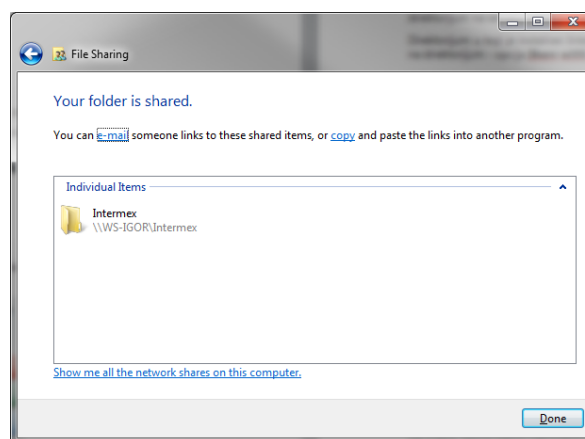 File Sharing
Your folder is shared.
You can e-mail someone links to these shared items, or copy and paste the links into another program.
Individual Items
Intermex
\\WS-IGOR\Intermex
Show me all the network shares on this computer.
Done